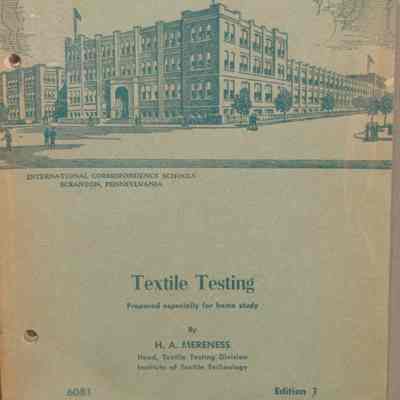 INTERNATIONAL CORRESPONDENCE SCHOOLS
SCRANTON, PENNSYLVANIA
Textile Testing
Prepared especially for home study
By
H. A. MERENESS
Head, Textile Testing Division
Institute of Textile Technology
6081 Edition 1